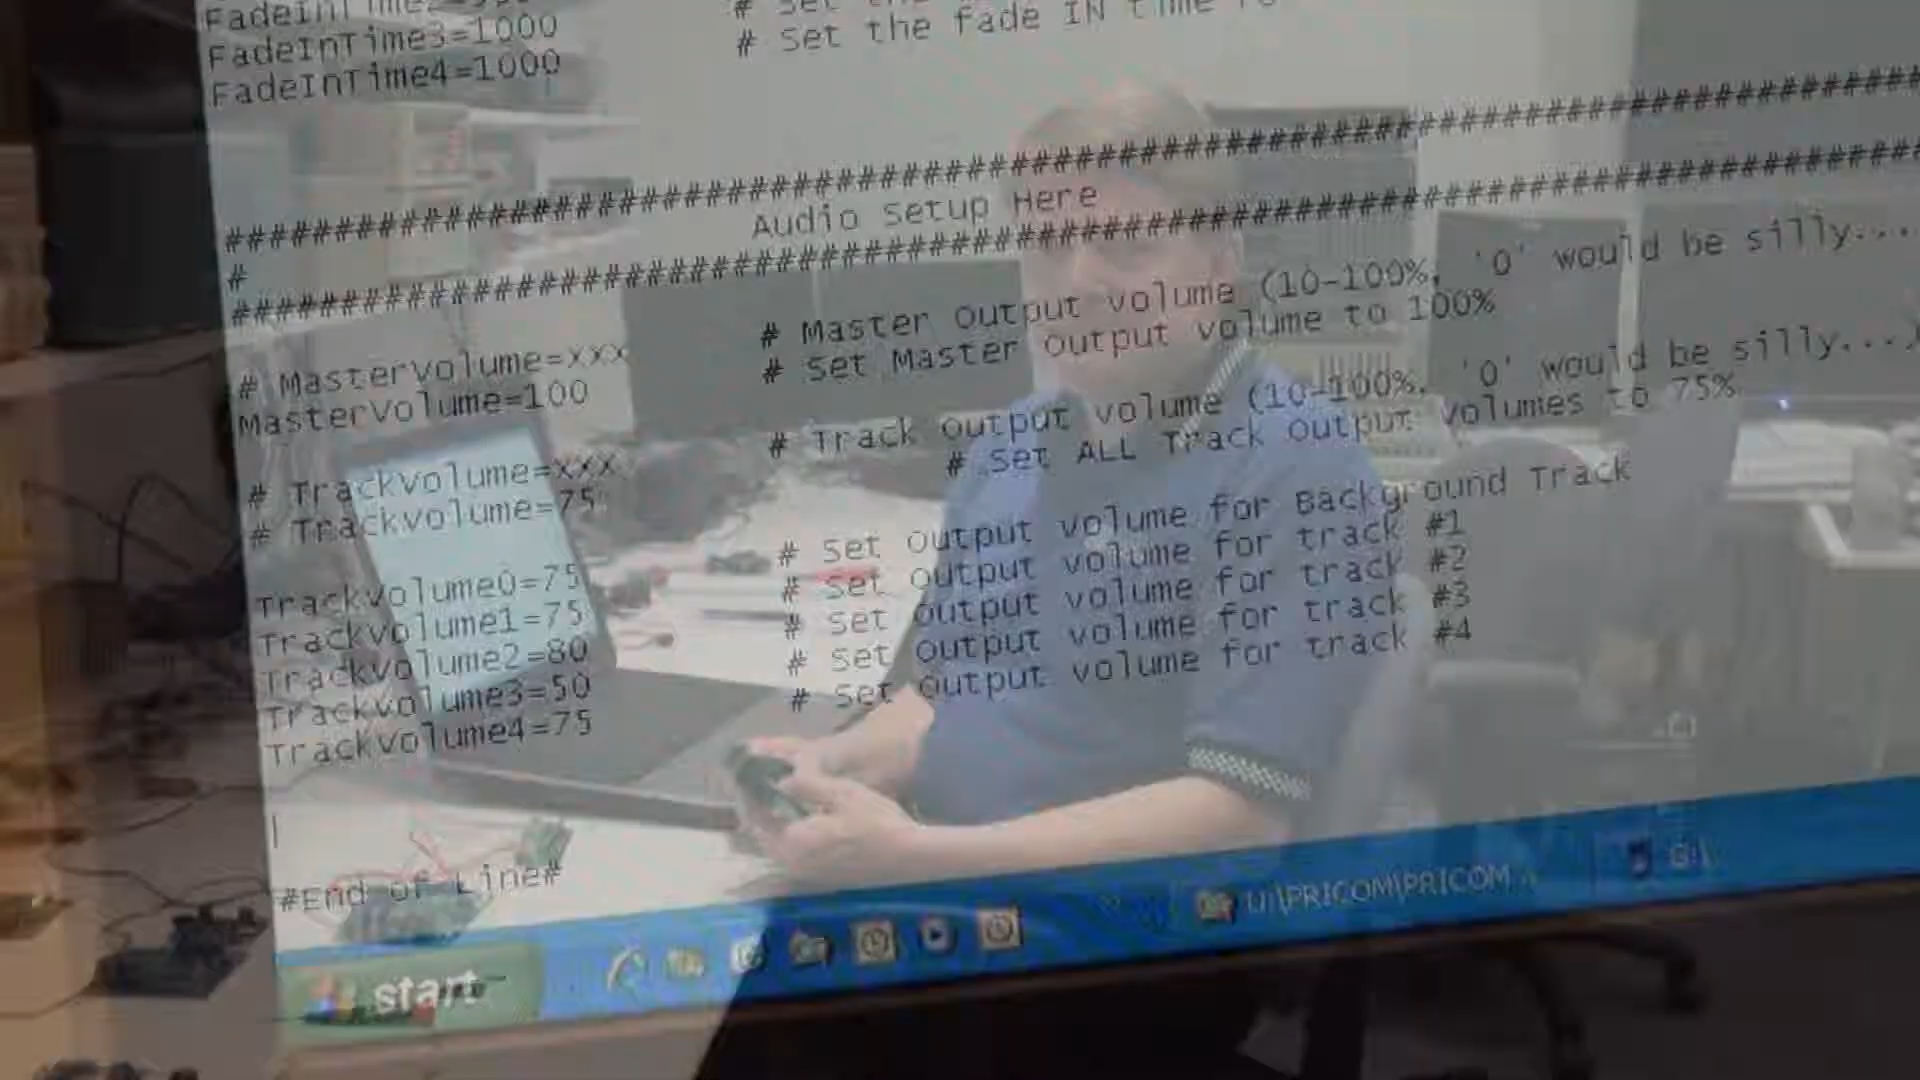 FadeInTime3=1000
FadeInTime4=1000 # Set the fade IN time
################################################################################
# Audio Setup Here
################################################################################
# MasterVolume=xxx # Master Output Volume (10-100%, '0' would be silly....
MasterVolume=100 # Set Master Output Volume to 100%
# TrackVolume=xxx # Track Output Volume (10-100%, '0' would be silly...)
# TrackVolume=75 # Set ALL Track Output Volumes to 75%
TrackVolume0=75 # Set Output Volume for Background Track
TrackVolume1=75 # Set Output Volume for track #1
TrackVolume2=80 # Set Output Volume for track #2
TrackVolume3=50 # Set Output Volume for track #3
TrackVolume4=75 # Set Output Volume for track #4
#End of Line#
start U:\PRICOM\PRICOM